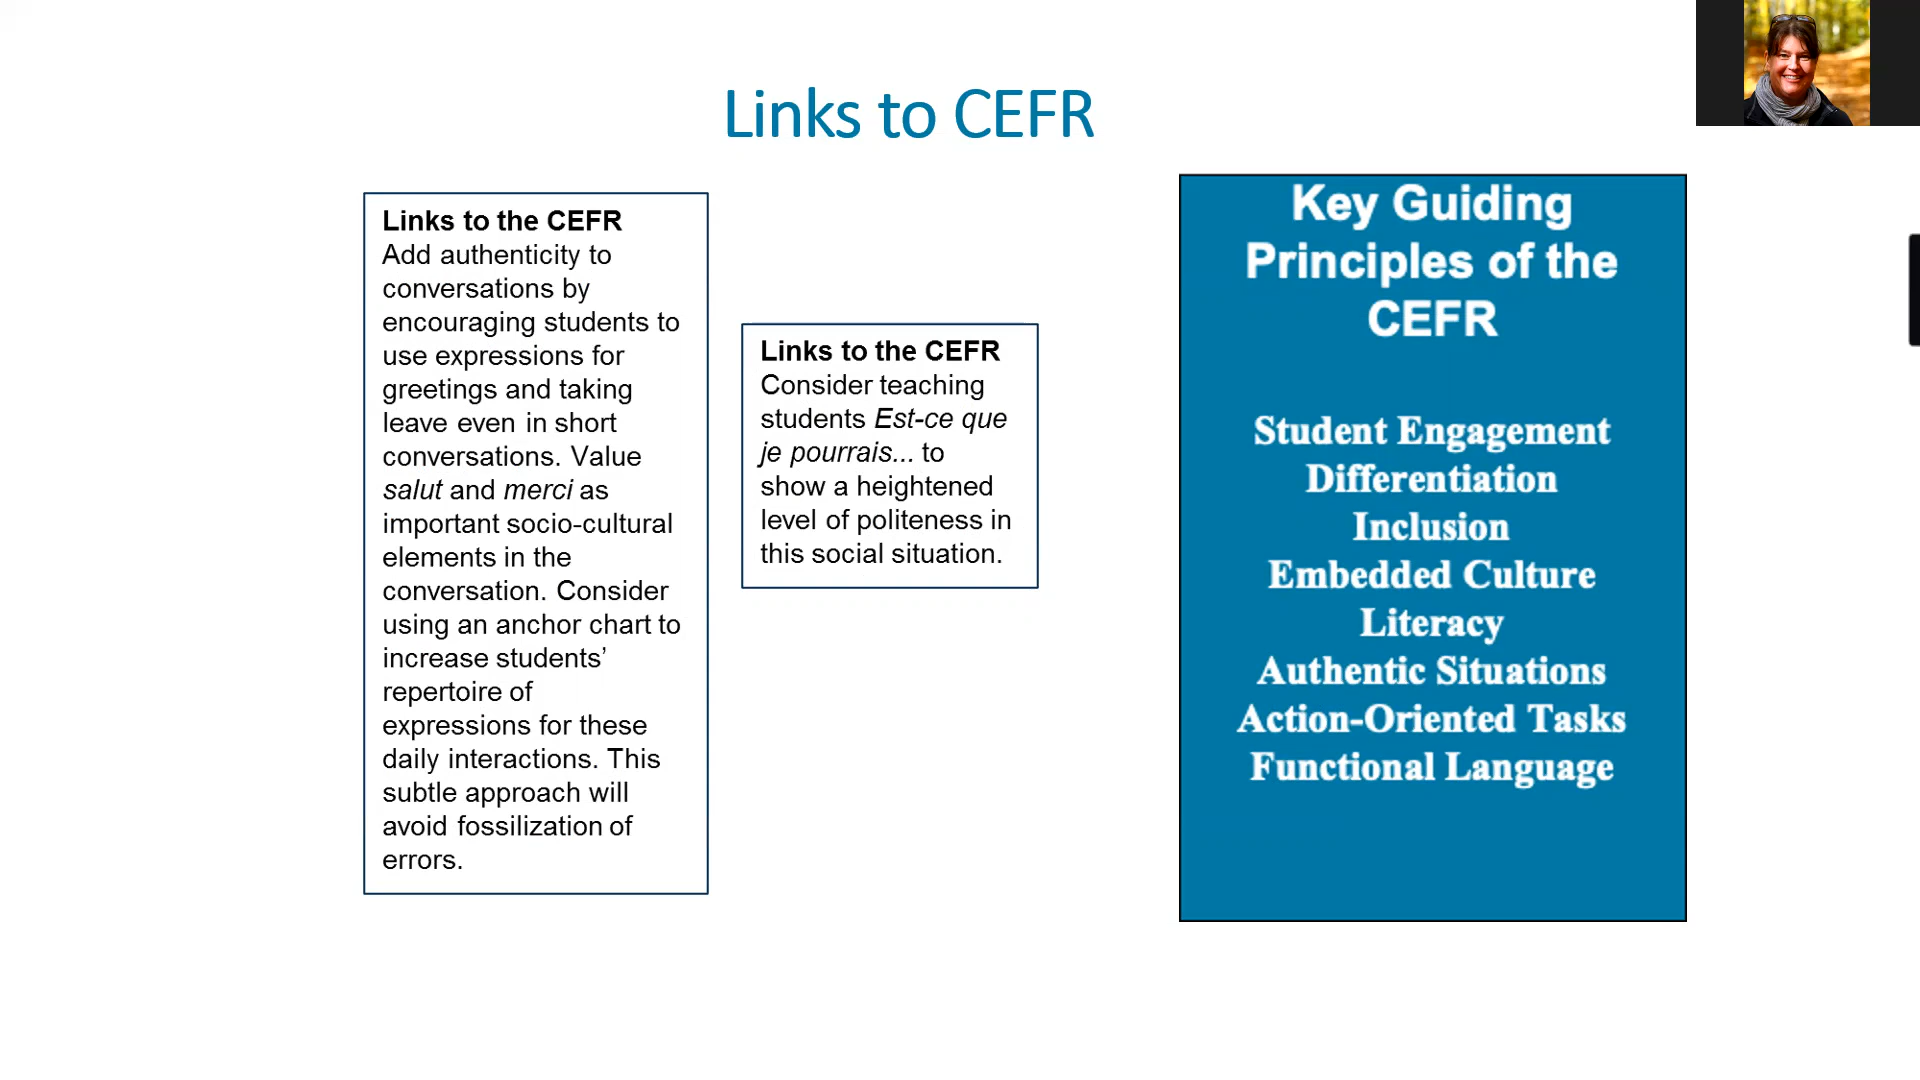 Links to CEFR
Links to the CEFR
Add authenticity to
conversations by
encouraging students to
use expressions for
greetings and taking
leave even in short
conversations. Value
salut and merci as
important socio-cultural
elements in the
conversation. Consider
using an anchor chart to
increase students’
repertoire of
expressions for these
daily interactions. This
subtle approach will
avoid fossilization of
errors.
Links to the CEFR
Consider teaching
students Est-ce que
je pourrais... to
show a heightened
level of politeness in
this social situation.
Key Guiding
Principles of the
CEFR
Student Engagement
Differentiation
Inclusion
Embedded Culture
Literacy
Authentic Situations
Action-Oriented Tasks
Functional Language